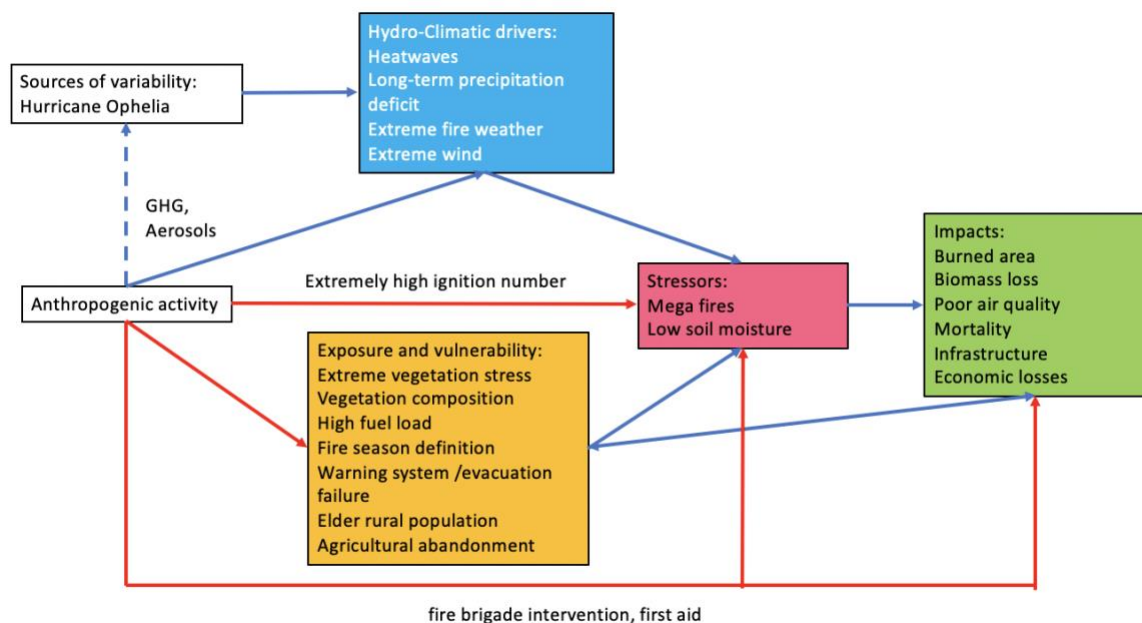 Hydro-Climatic drivers:
Heatwaves
Long-term precipitation
deficit
Extreme fire weather
Extreme wind
Sources of variability:
Hurricane Ophelia
GHG,
Aerosols
Anthropogenic activity
Extremely high ignition number
Stressors:
Mega fires
Low soil moisture
Impacts:
Burned area
Biomass loss
Poor air quality
Mortality
Infrastructure
Economic losses
Exposure and vulnerability:
Extreme vegetation stress
Vegetation composition
High fuel load
Fire season definition
Warning system /evacuation
failure
Elder rural population
Agricultural abandonment
fire brigade intervention, first aid